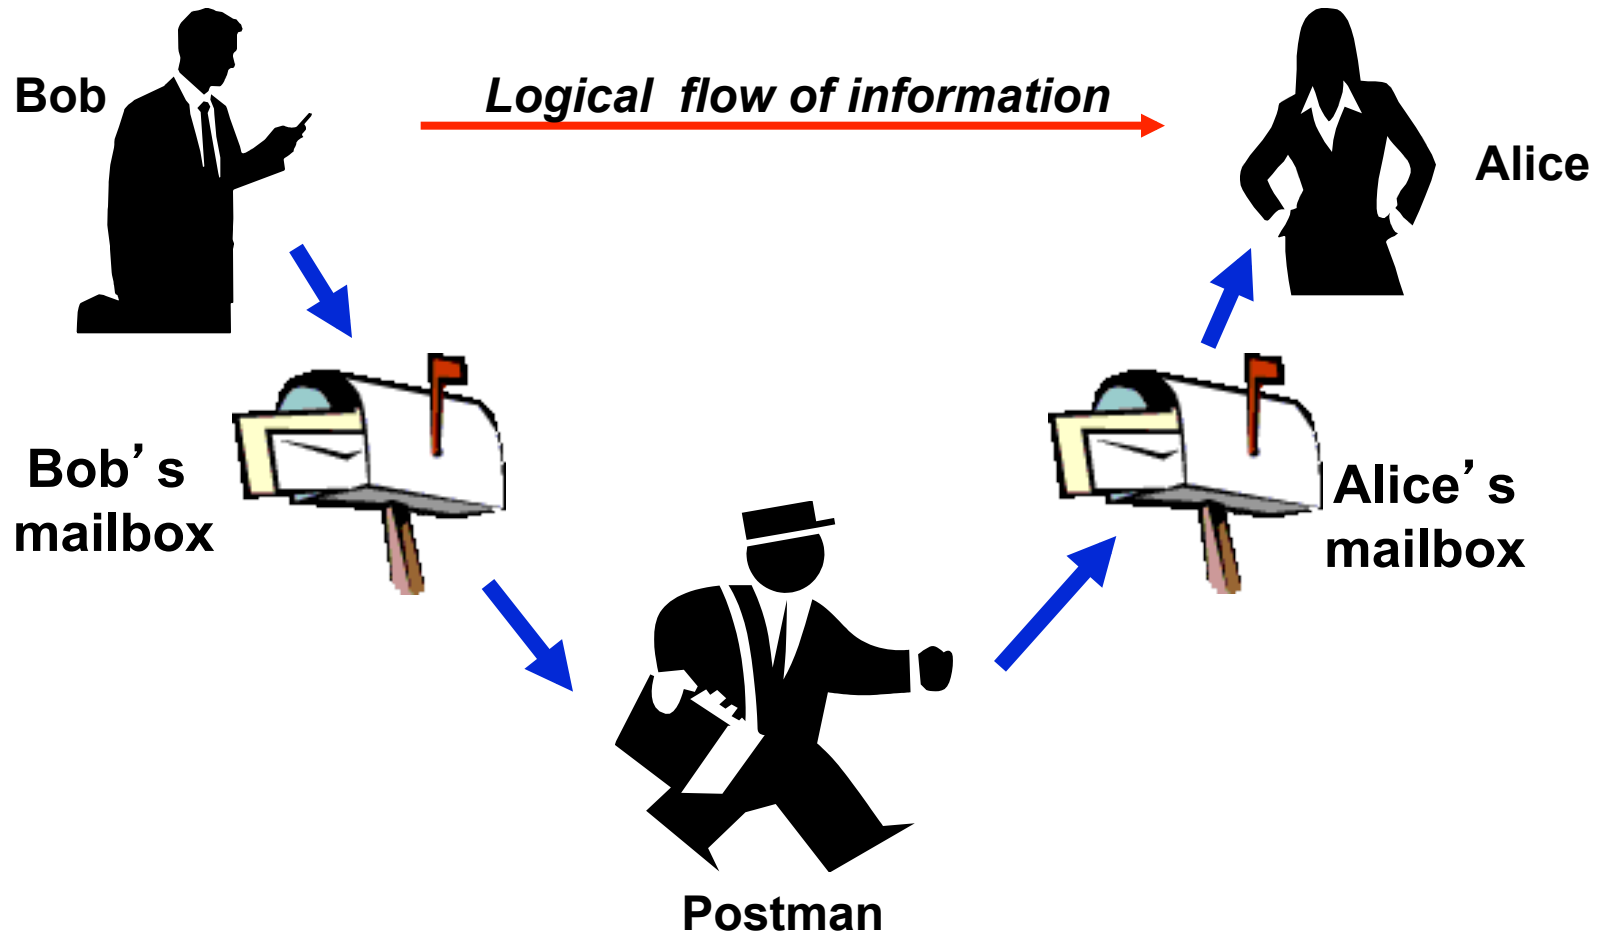 Bob
Logical flow of information
Alice
Bob’s
mailbox
Alice’s
mailbox
Postman